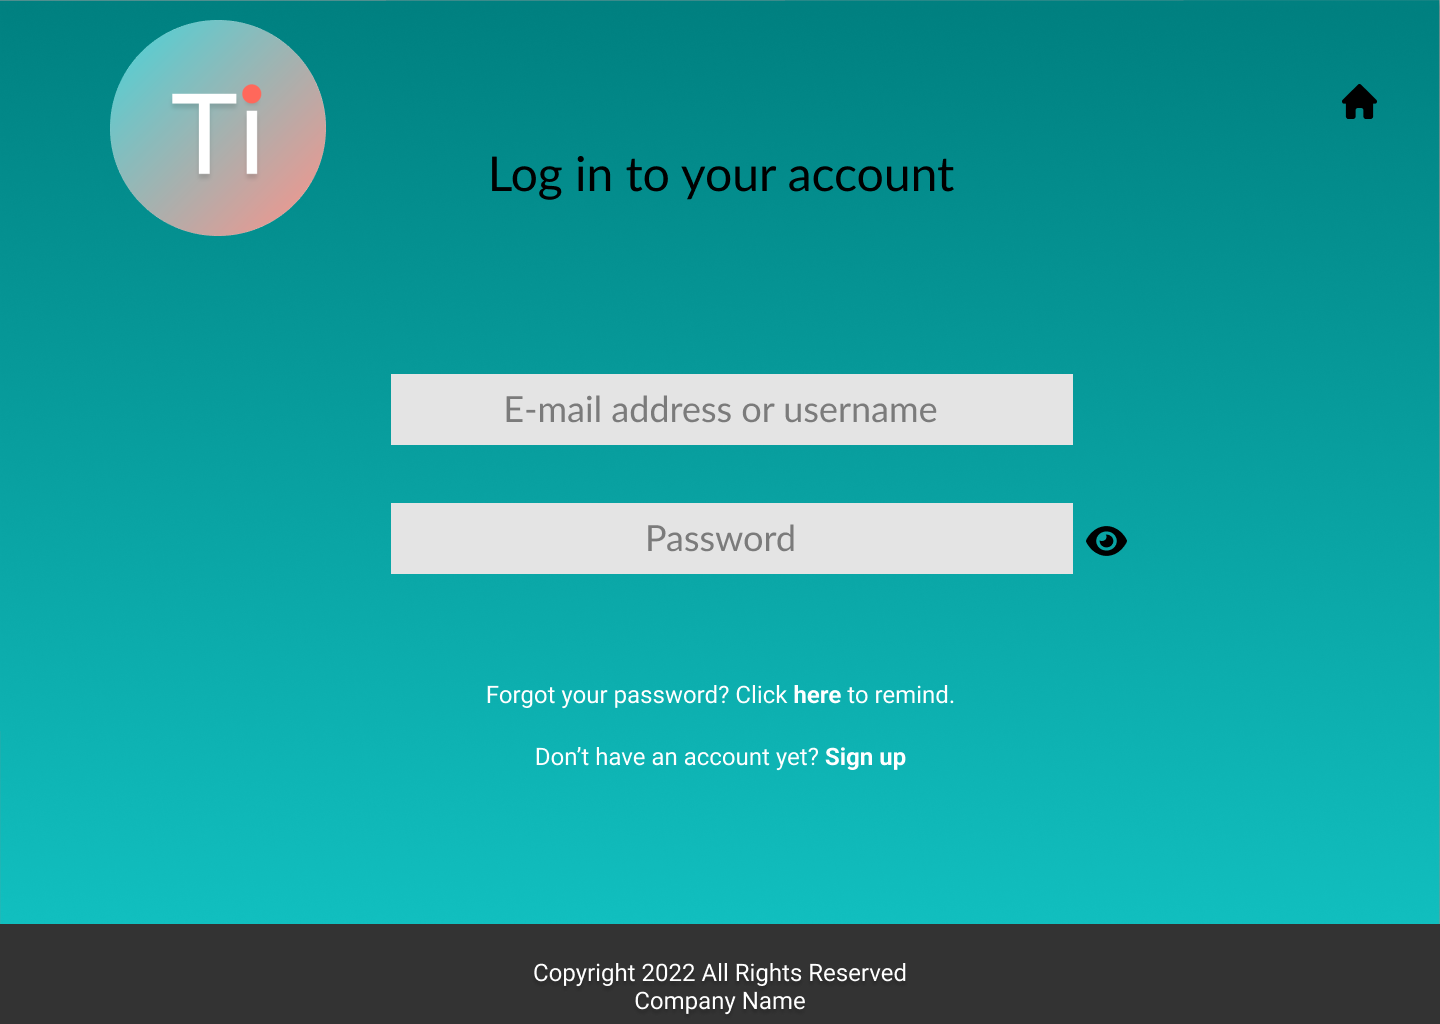 Ti
Log in to your account
E-mail address or username
Password
Forgot your password? Click here to remind.
Don’t have an account yet? Sign up
Copyright 2022 All Rights Reserved
Company Name